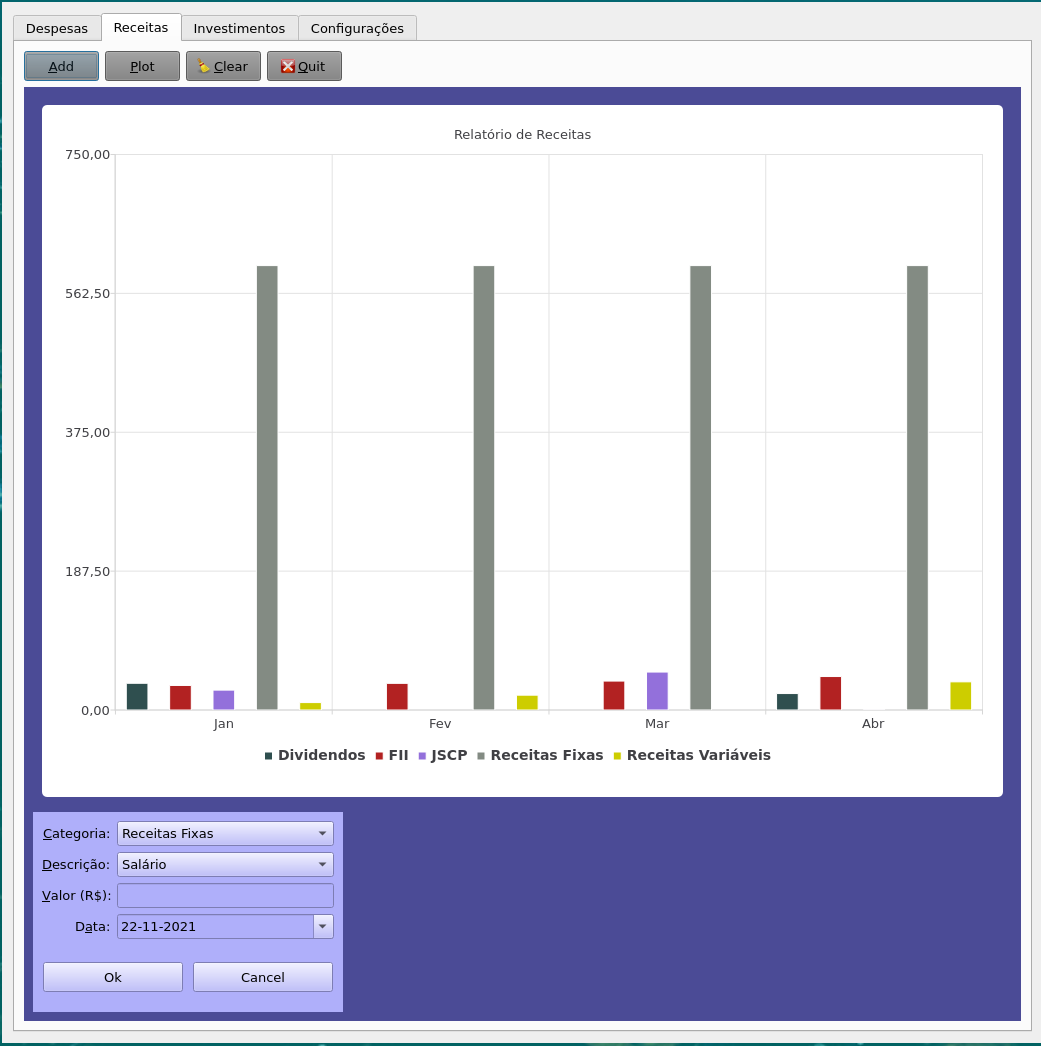 Despesas Receitas Investimentos Configurações
Add Plot Clear Quit
Relatório de Receitas
750,00
562,50
375,00
187,50
0,00
Jan Fev Mar Abr
Dividendos FII JSCP Receitas Fixas Receitas Variáveis
Categoria: Receitas Fixas
Descrição: Salário
Valor (R$):
Data: 22-11-2021
Ok Cancel